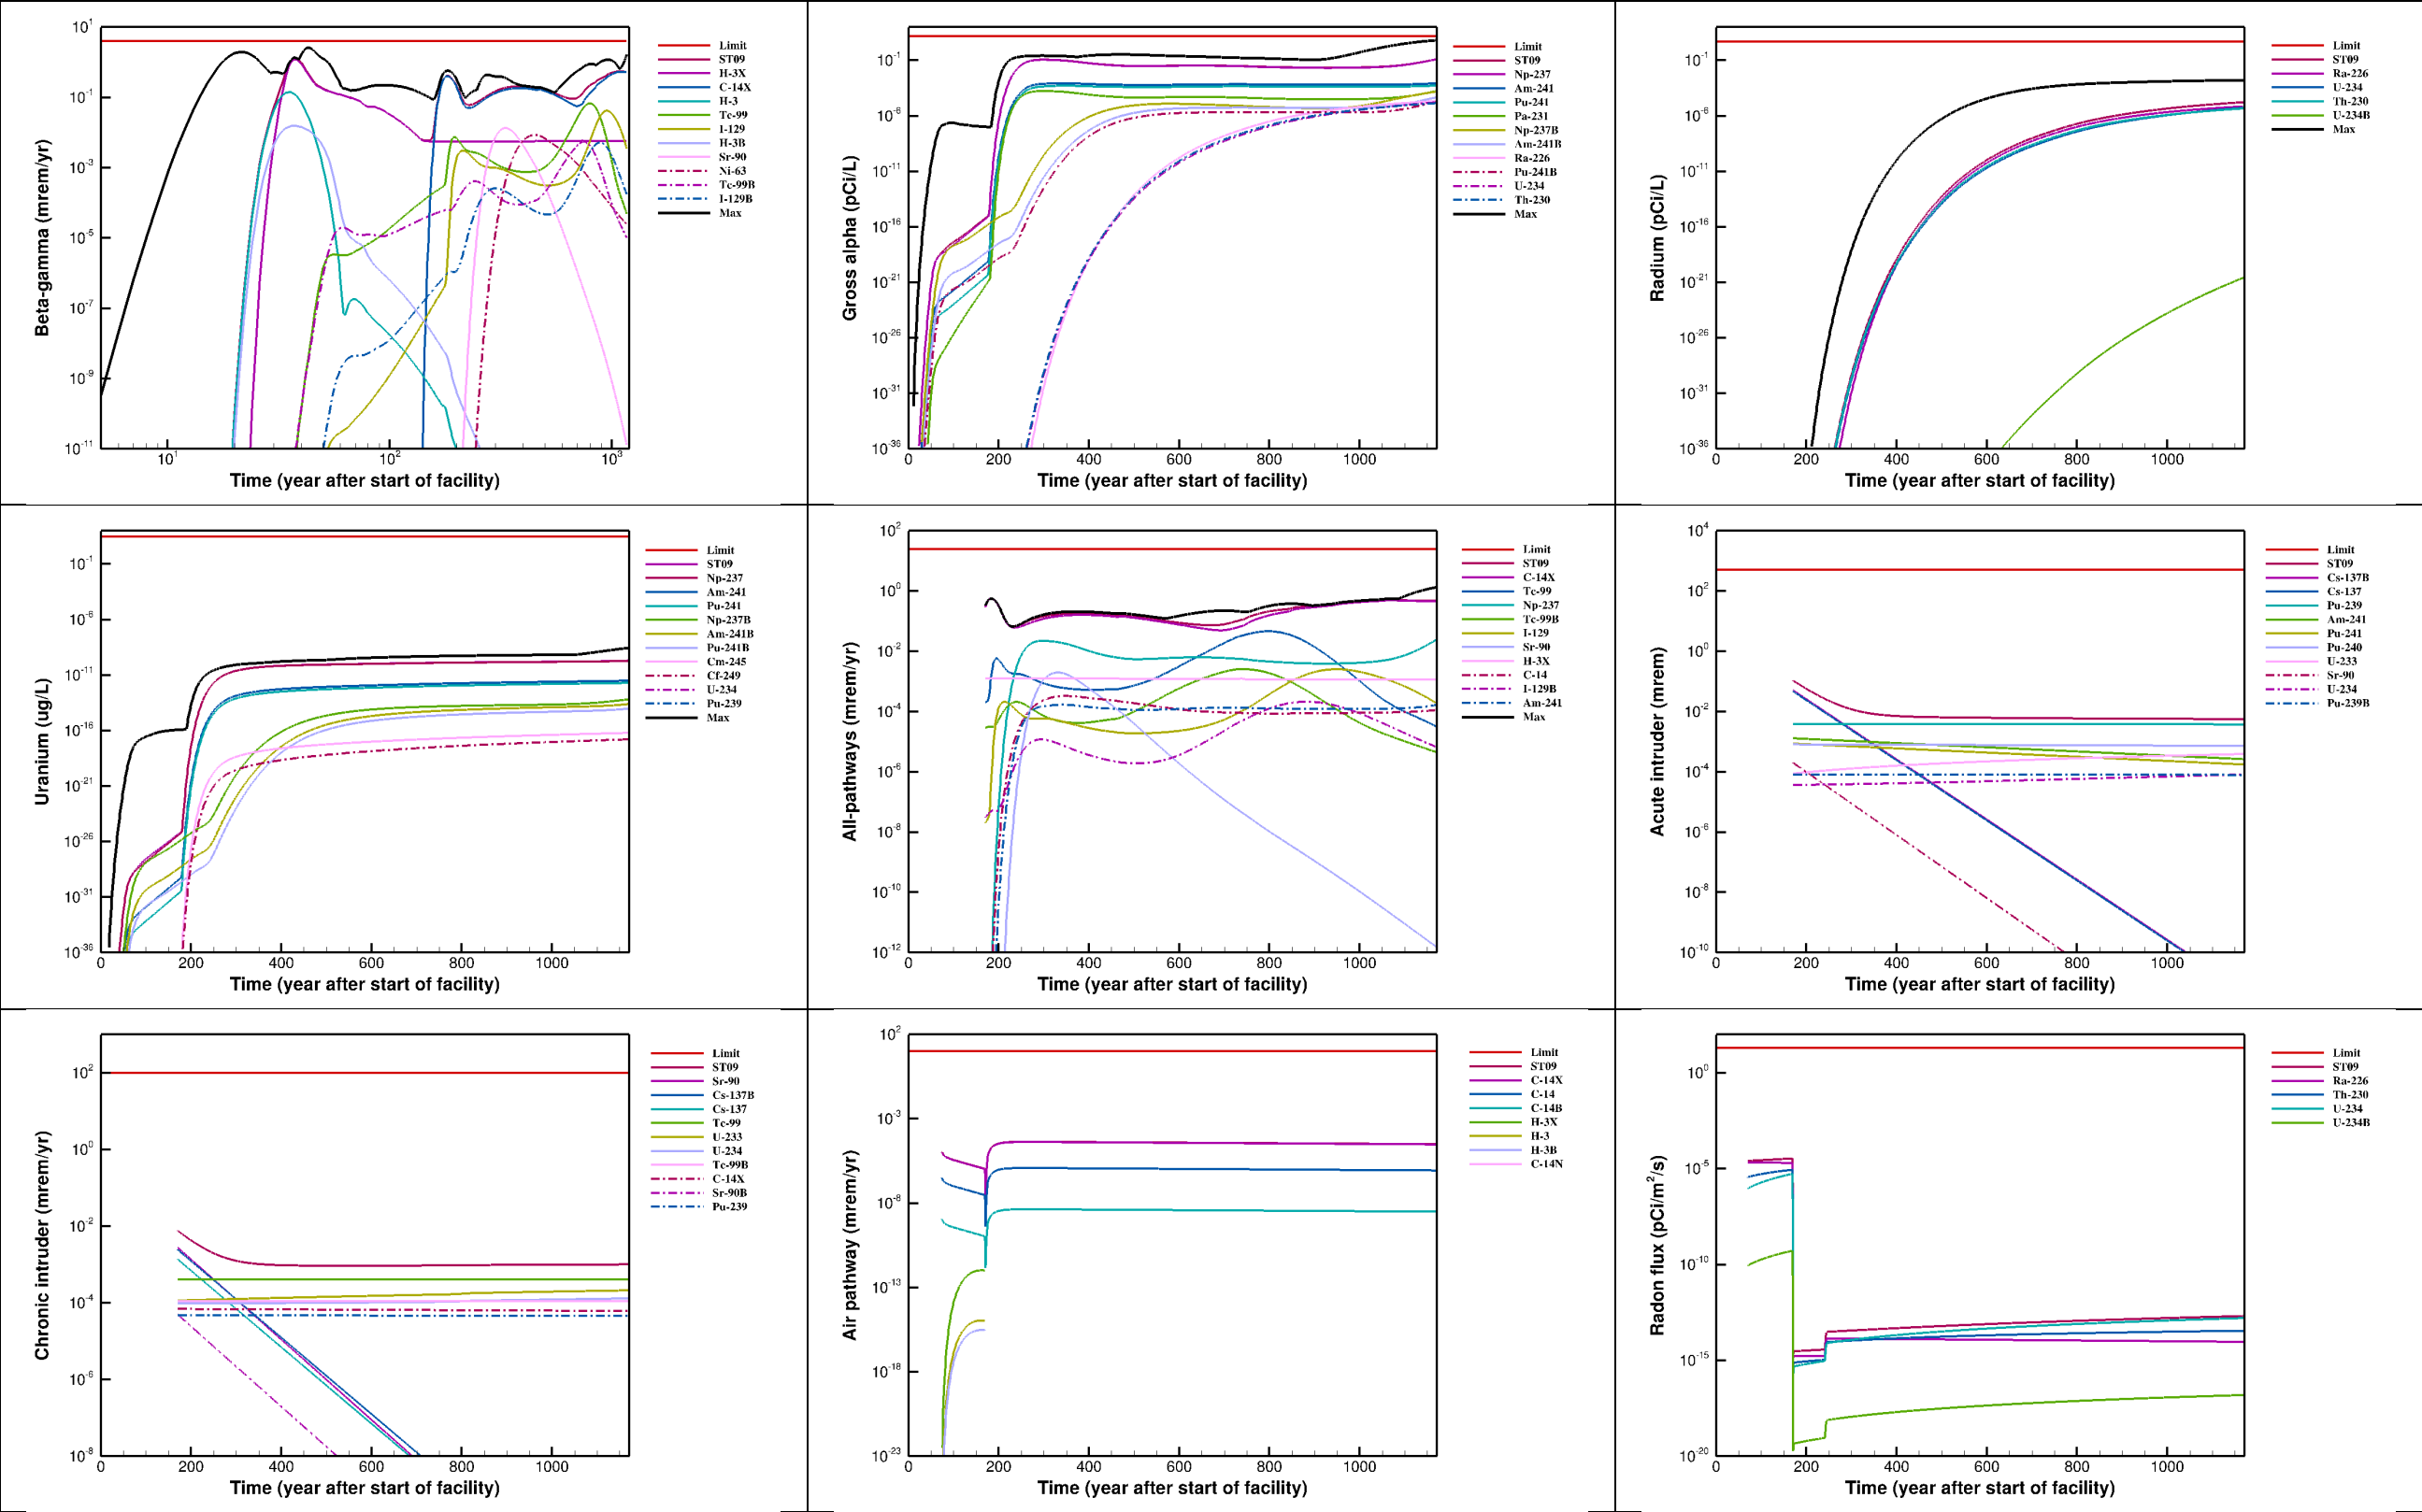 Beta-gamma (mrem/yr)
10^1
10^-1
10^-3
10^-5
10^-7
10^-9
10^-11
10^1
10^2
10^3
Time (year after start of facility)
Limit
ST09
H-3X
C-14X
H-3
Tc-99
I-129
H-3B
Sr-90
Ni-63
Tc-99B
I-129B
Max
Gross alpha (pCi/L)
10^-1
10^-6
10^-11
10^-16
10^-21
10^-26
10^-31
10^-36
0 200 400 600 800 1000
Time (year after start of facility)
Limit
ST09
Np-237
Am-241
Pu-241
Pa-231
Np-237B
Am-241B
Ra-226
Pu-241B
U-234
Th-230
Max
Radium (pCi/L)
10^-1
10^-6
10^-11
10^-16
10^-21
10^-26
10^-31
10^-36
0 200 400 600 800 1000
Time (year after start of facility)
Limit
ST09
Ra-226
U-234
Th-230
U-234B
Max
Uranium (ug/L)
10^-1
10^-6
10^-11
10^-16
10^-21
10^-26
10^-31
10^-36
0 200 400 600 800 1000
Time (year after start of facility)
Limit
ST09
Np-237
Am-241
Pu-241
Np-237B
Am-241B
Pu-241B
Cm-245
Cf-249
U-234
Pu-239
Max
All-pathways (mrem/yr)
10^2
10^0
10^-2
10^-4
10^-6
10^-8
10^-10
10^-12
0 200 400 600 800 1000
Time (year after start of facility)
Limit
ST09
C-14X
Tc-99
Np-237
Tc-99B
I-129
Sr-90
H-3X
C-14
I-129B
Am-241
Max
Acute intruder (mrem)
10^4
10^2
10^0
10^-2
10^-4
10^-6
10^-8
10^-10
0 200 400 600 800 1000
Time (year after start of facility)
Limit
ST09
Cs-137B
Cs-137
Pu-239
Am-241
Pu-241
Pu-240
U-233
Sr-90
U-234
Pu-239B
Chronic intruder (mrem/yr)
10^2
10^0
10^-2
10^-4
10^-6
10^-8
0 200 400 600 800 1000
Time (year after start of facility)
Limit
ST09
Sr-90
Cs-137B
Cs-137
Tc-99
U-233
U-234
Tc-99B
C-14X
Sr-90B
Pu-239
Air pathway (mrem/yr)
10^2
10^-3
10^-8
10^-13
10^-18
10^-23
0 200 400 600 800 1000
Time (year after start of facility)
Limit
ST09
C-14X
C-14
C-14B
H-3X
H-3
H-3B
C-14N
Radon flux (pCi/m^2/s)
10^0
10^-5
10^-10
10^-15
10^-20
0 200 400 600 800 1000
Time (year after start of facility)
Limit
ST09
Ra-226
Th-230
U-234
U-234B